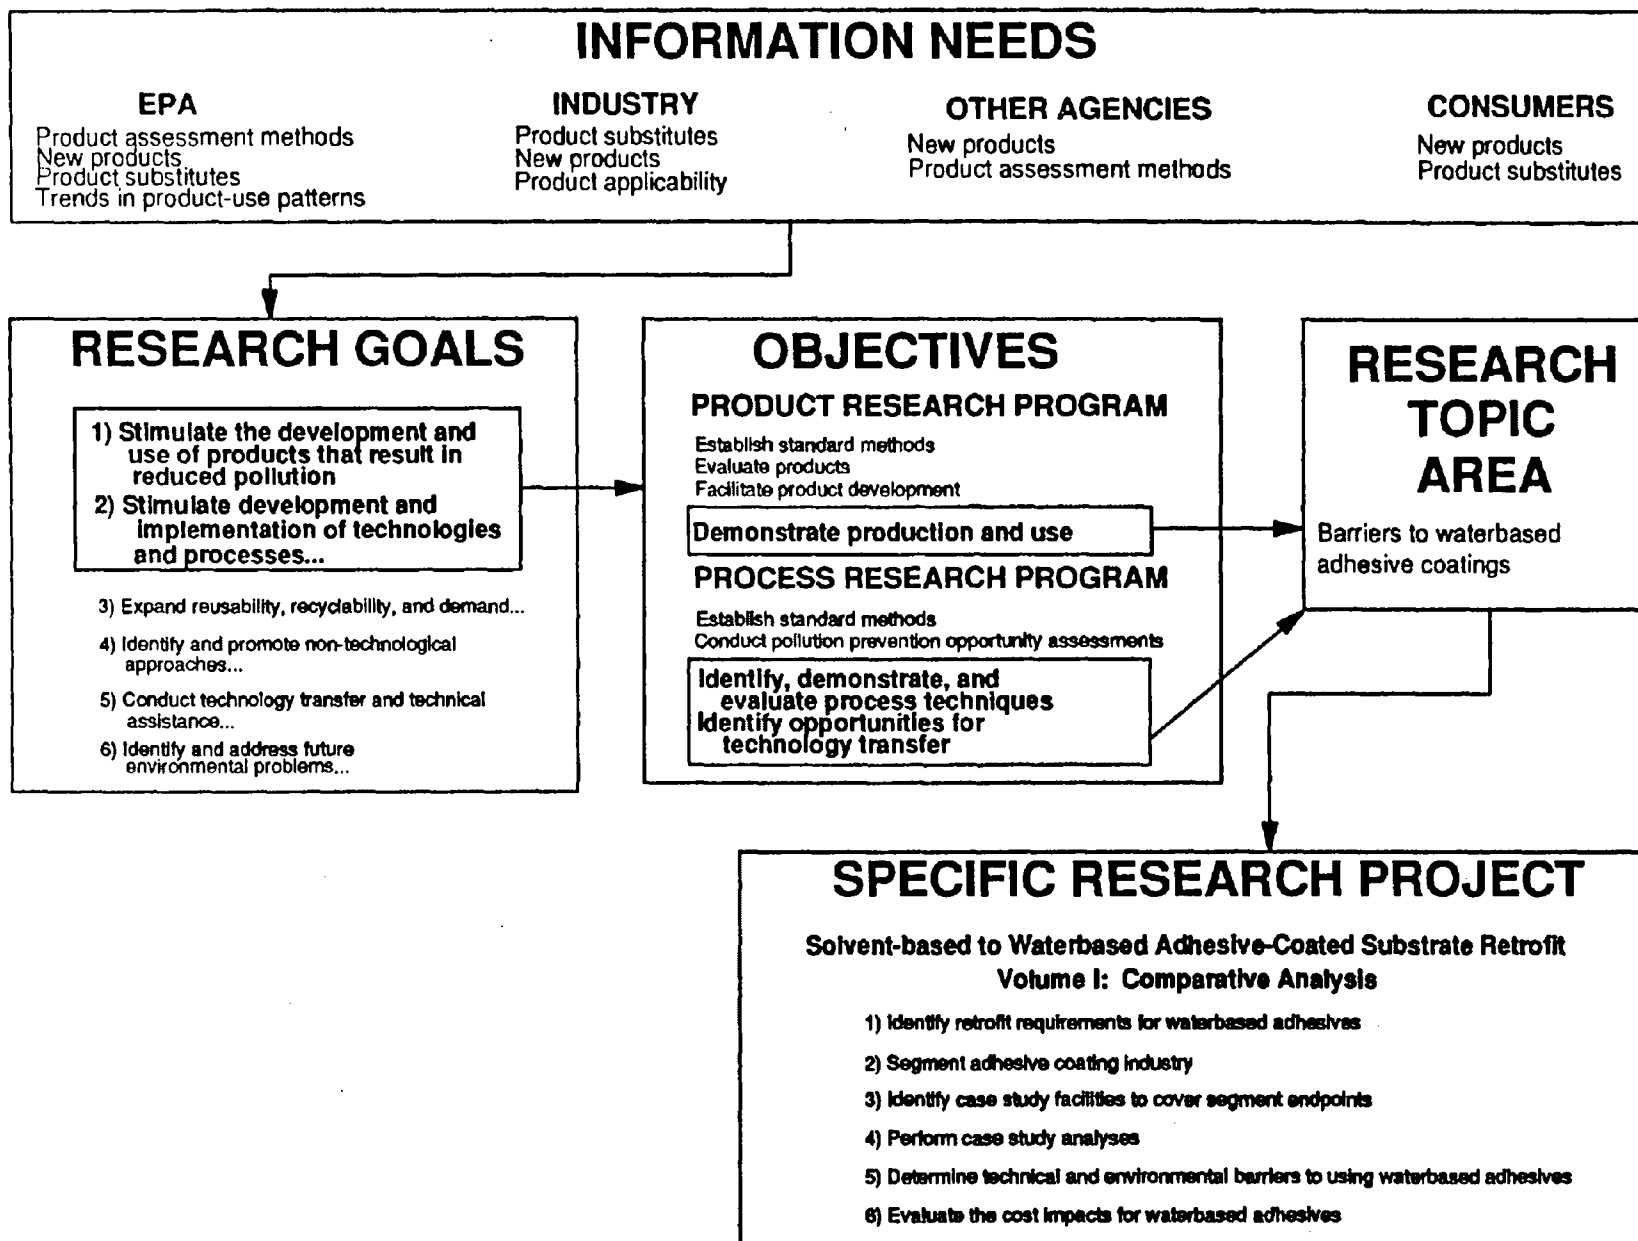 INFORMATION NEEDS
EPA
Product assessment methods
New products
Product substitutes
Trends in product-use patterns
INDUSTRY
Product substitutes
New products
Product applicability
OTHER AGENCIES
New products
Product assessment methods
CONSUMERS
New products
Product substitutes
RESEARCH GOALS
1) Stimulate the development and
use of products that result in
reduced pollution
2) Stimulate development and
implementation of technologies
and processes...
3) Expand reusability, recyclability, and demand...
4) Identify and promote non-technological
approaches...
5) Conduct technology transfer and technical
assistance...
6) Identify and address future
environmental problems...
OBJECTIVES
PRODUCT RESEARCH PROGRAM
Establish standard methods
Evaluate products
Facilitate product development
Demonstrate production and use
PROCESS RESEARCH PROGRAM
Establish standard methods
Conduct pollution prevention opportunity assessments
Identify, demonstrate, and
evaluate process techniques
Identify opportunities for
technology transfer
RESEARCH
TOPIC
AREA
Barriers to waterbased
adhesive coatings
SPECIFIC RESEARCH PROJECT
Solvent-based to Waterbased Adhesive-Coated Substrate Retrofit
Volume I: Comparative Analysis
1) Identify retrofit requirements for waterbased adhesives
2) Segment adhesive coating industry
3) Identify case study facilities to cover segment endpoints
4) Perform case study analyses
5) Determine technical and environmental barriers to using waterbased adhesives
6) Evaluate the cost impacts for waterbased adhesives